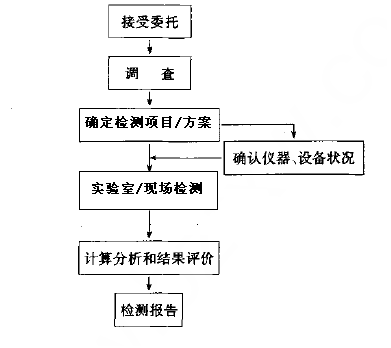 接受委托
调 查
确定检测项目/方案
确认仪器、设备状况
实验室/现场检测
计算分析和结果评价
检测报告